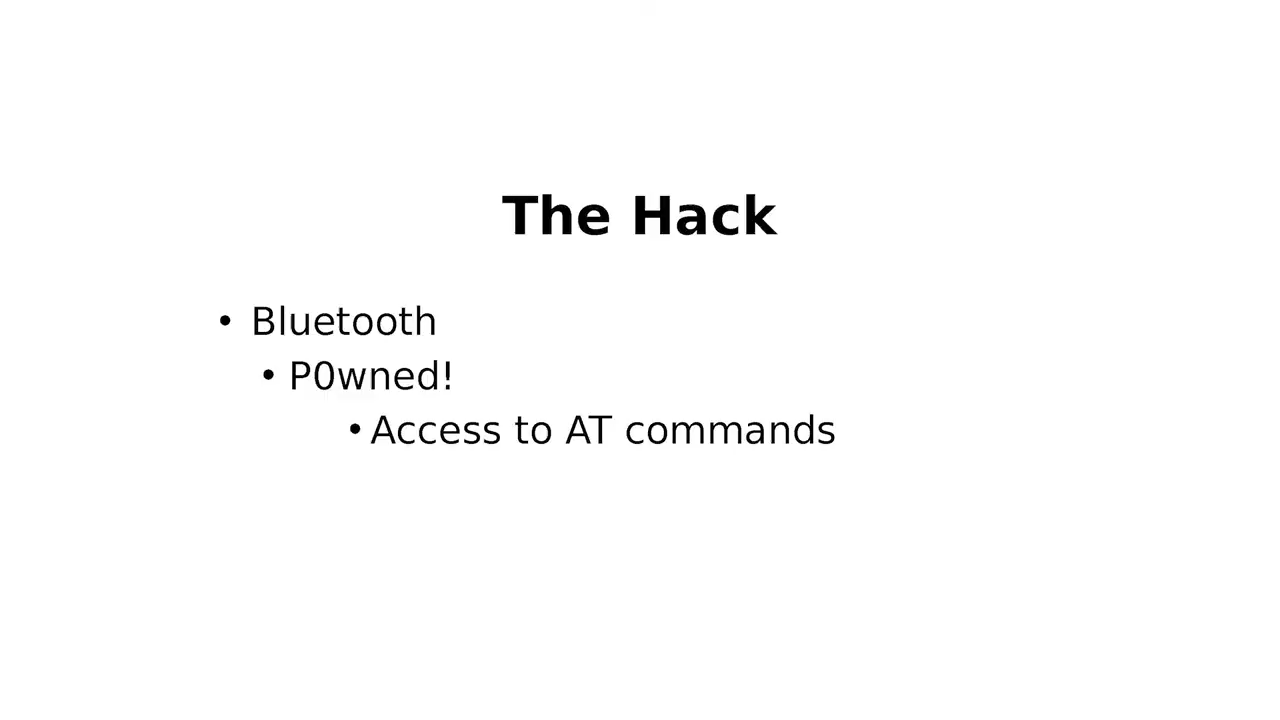 The Hack
• Bluetooth
• P0wned!
• Access to AT commands